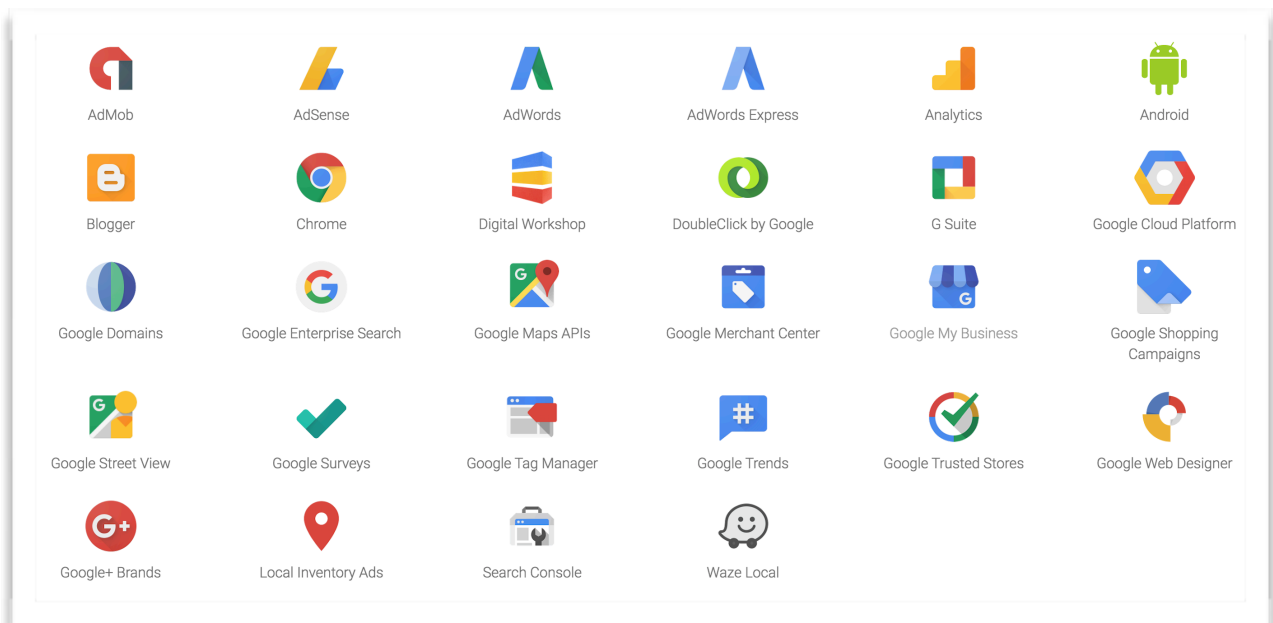 AdMob
AdSense
AdWords
AdWords Express
Analytics
Android
Blogger
Chrome
Digital Workshop
DoubleClick by Google
G Suite
Google Cloud Platform
Google Domains
G
Google Enterprise Search
G
Google Maps APIs
Google Merchant Center
G
Google My Business
Google Shopping
Campaigns
G
Google Street View
Google Surveys
Google Tag Manager
#
Google Trends
Google Trusted Stores
Google Web Designer
G+
Google+ Brands
Local Inventory Ads
Search Console
Waze Local